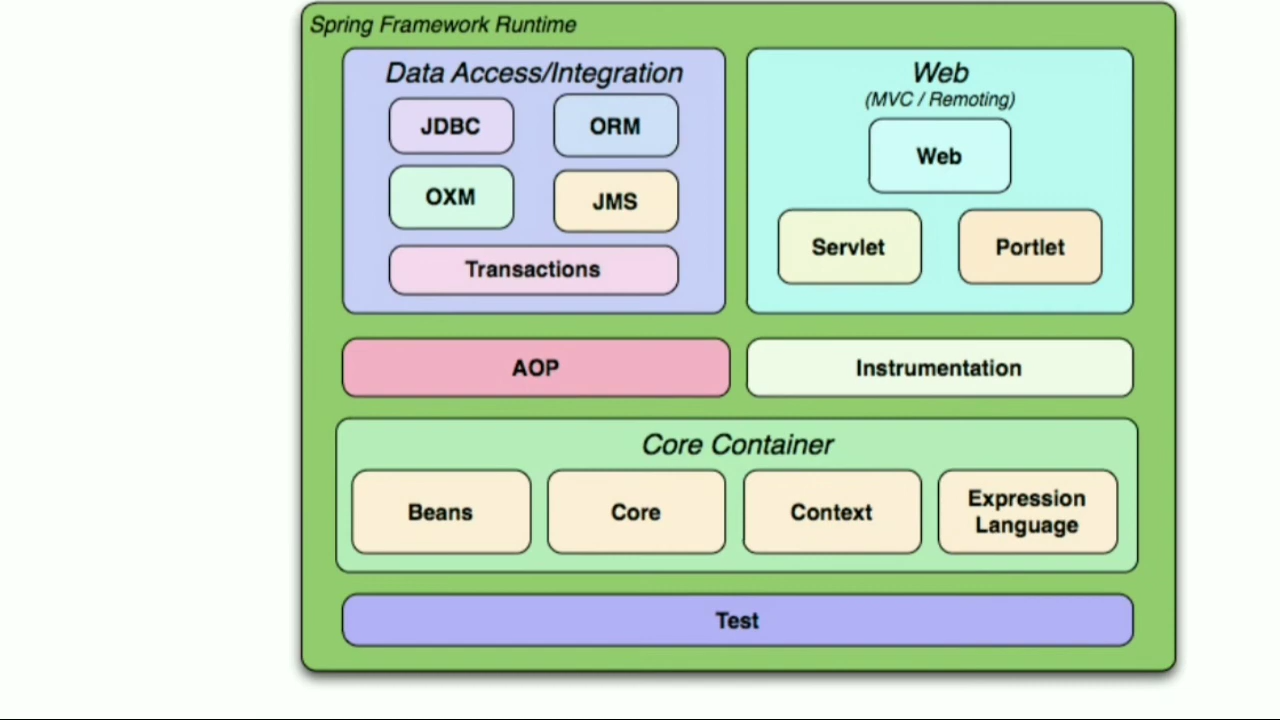 Spring Framework Runtime
Data Access/Integration
JDBC
ORM
OXM
JMS
Transactions
Web
(MVC / Remoting)
Web
Servlet
Portlet
AOP
Instrumentation
Core Container
Beans
Core
Context
Expression
Language
Test